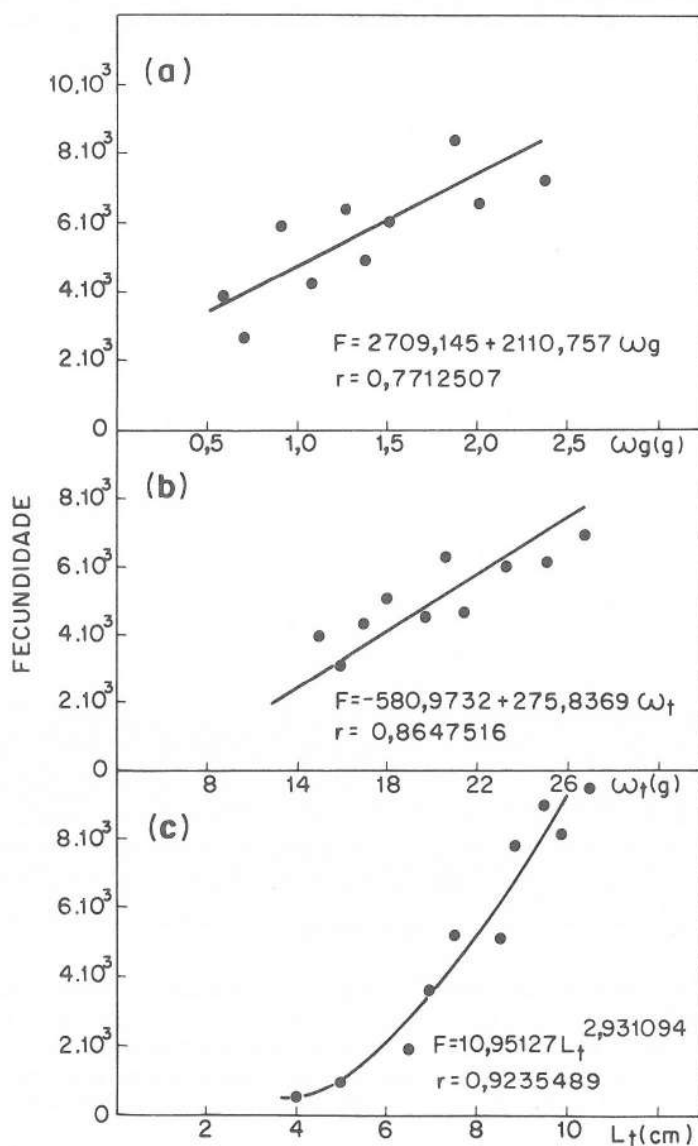 FECUNDIDADE
(a)
10.10³
8.10³
6.10³
4.10³
2.10³
0
F= 2709,145+2110,757 ωg
r= 0,7712507
0,5 1,0 1,5 2,0 2,5 ωg(g)
(b)
8.10³
6.10³
4.10³
2.10³
0
F=-580,9732+275,8369 ωt
r= 0,8647516
8 14 18 22 26 ωt(g)
(c)
8.10³
6.10³
4.10³
2.10³
0
F=10,95127Lt 2,931094
r= 0,9235489
2 4 6 8 10 Lt(cm)